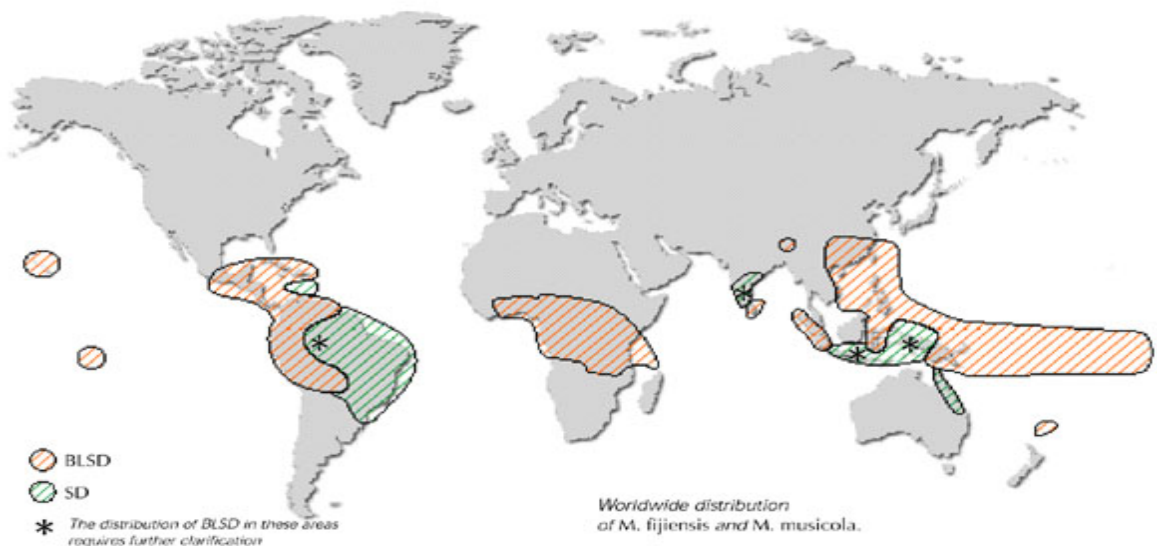 BLSD
SD
* The distribution of BLSD in these areas
requires further clarification
Worldwide distribution
of M. fijiensis and M. musicola.